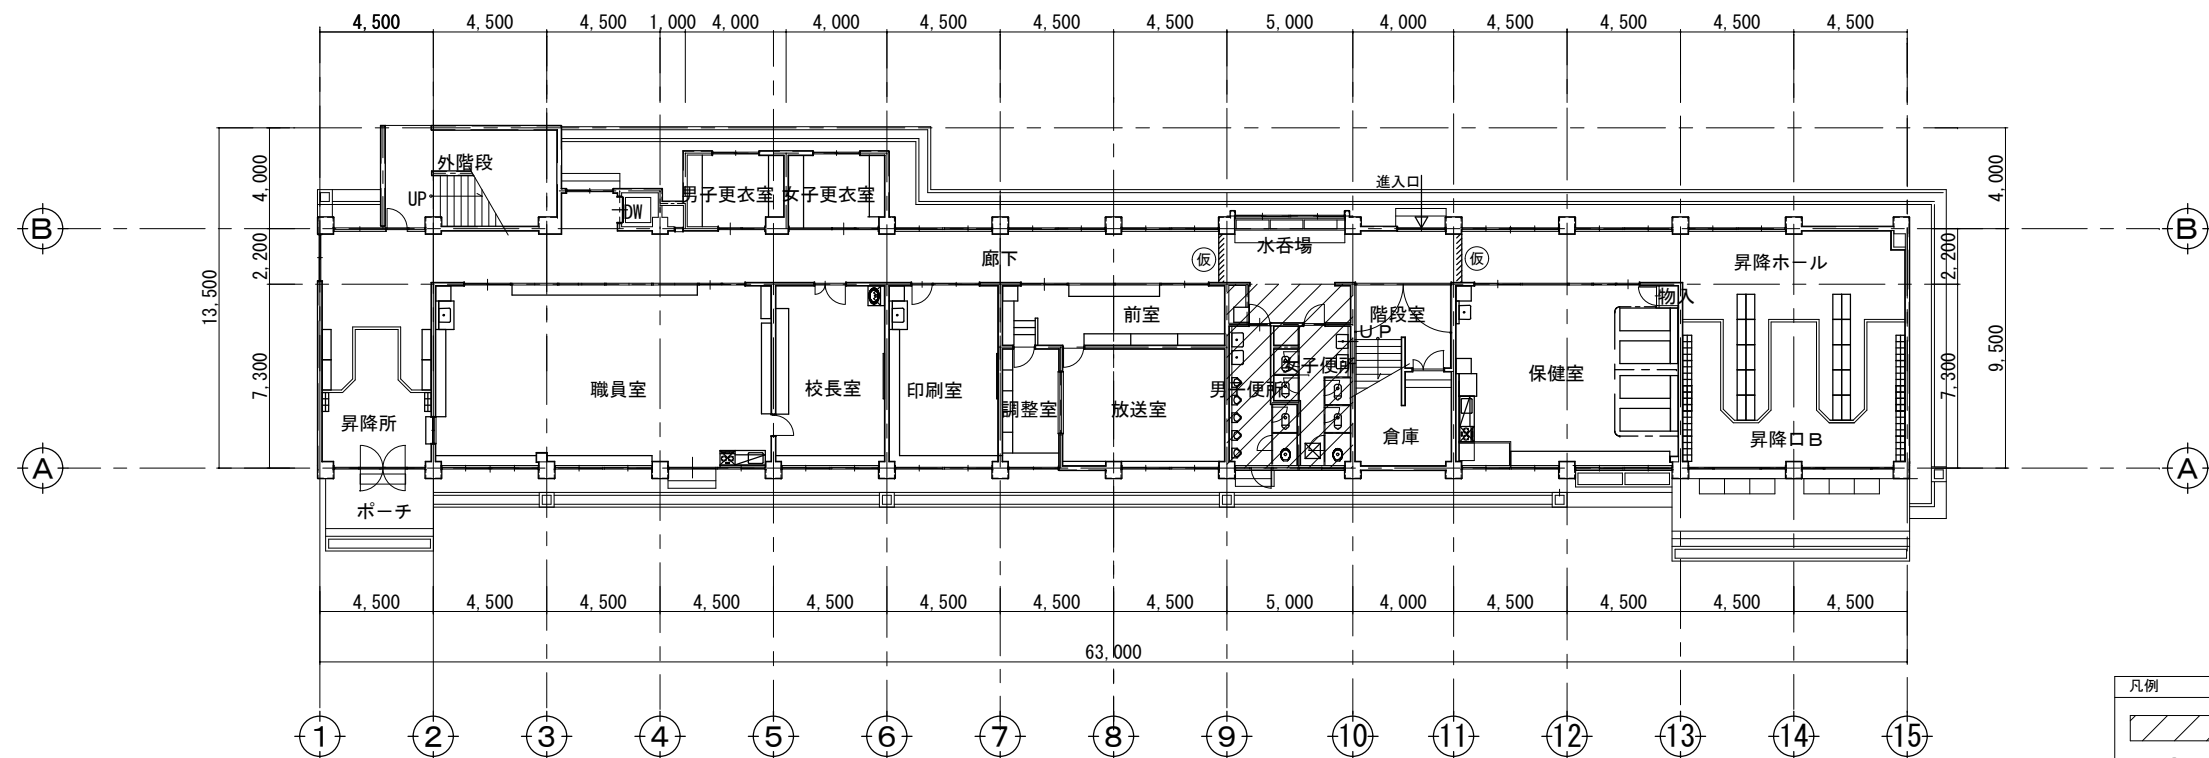 4,500 4,500 4,500 1,000 4,000 4,000 4,500 4,500 4,500 5,000 4,000 4,500 4,500 4,500 4,500
4,000
2,200
7,300
13,500
4,000
2,200
7,300
9,500
B
B
A
A
外階段
UP
DW
男子更衣室
女子更衣室
進入口
水呑場
廊下
仮
仮
昇降ホール
物入
前室
階段室
UP
女子便所
男子便所
職員室
校長室
印刷室
調整室
放送室
保健室
倉庫
昇降所
昇降口B
ポーチ
4,500 4,500 4,500 4,500 4,500 4,500 4,500 4,500 5,000 4,000 4,500 4,500 4,500 4,500
63,000
1 2 3 4 5 6 7 8 9 10 11 12 13 14 15
凡例